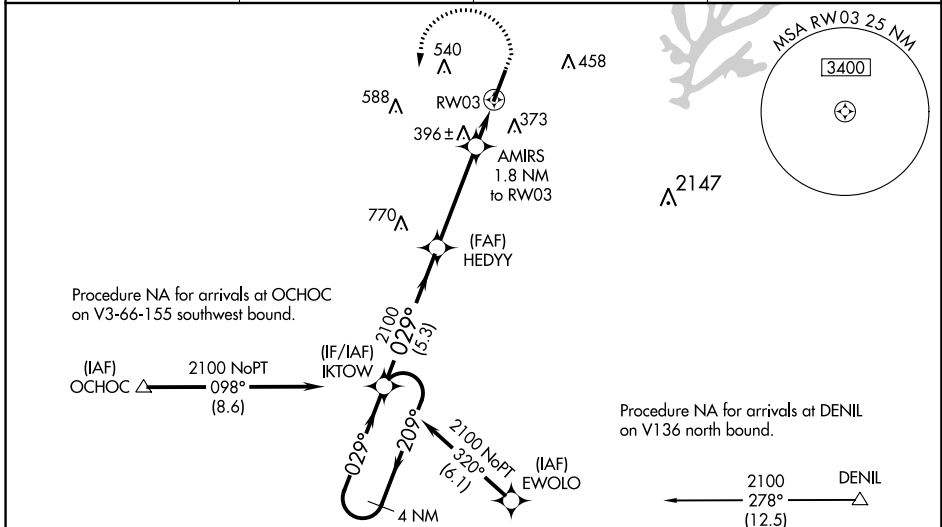 MSA RW03 25 NM
3400
540
458
588
RW03
396 ±
373
AMIRS
1.8 NM
to RW03
2147
770
(FAF)
HEDYY
Procedure NA for arrivals at OCHOC
on V3-66-155 southwest bound.
2100
029°
(5.3)
(IF/IAF)
IKTOW
(IAF)
OCHOC
2100 NoPT
098°
(8.6)
029°
209°
4 NM
2100 NoPT
320°
(6.1)
(IAF)
EWOLO
Procedure NA for arrivals at DENIL
on V136 north bound.
2100
278°
(12.5)
DENIL